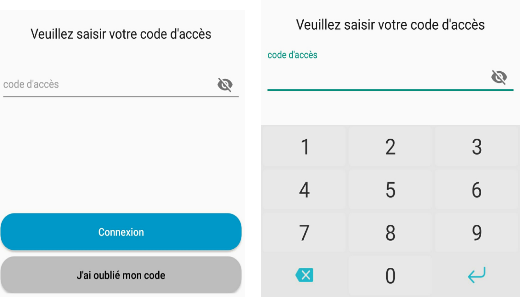 Veuillez saisir votre code d'accès
code d'accès
Connexion
J'ai oublié mon code
Veuillez saisir votre code d'accès
code d'accès
1 2 3
4 5 6
7 8 9
0